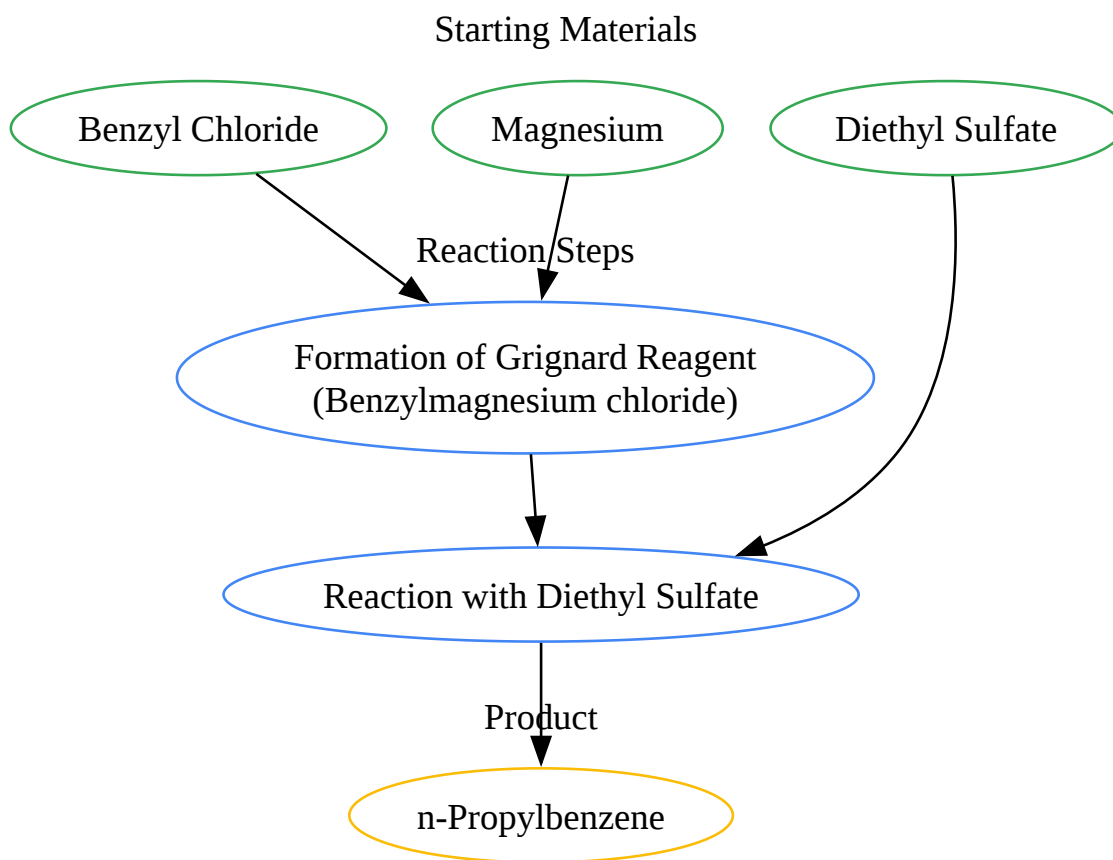 Starting Materials
Benzyl Chloride
Magnesium
Diethyl Sulfate
Reaction Steps
Formation of Grignard Reagent
(Benzylmagnesium chloride)
Reaction with Diethyl Sulfate
Product
n-Propylbenzene